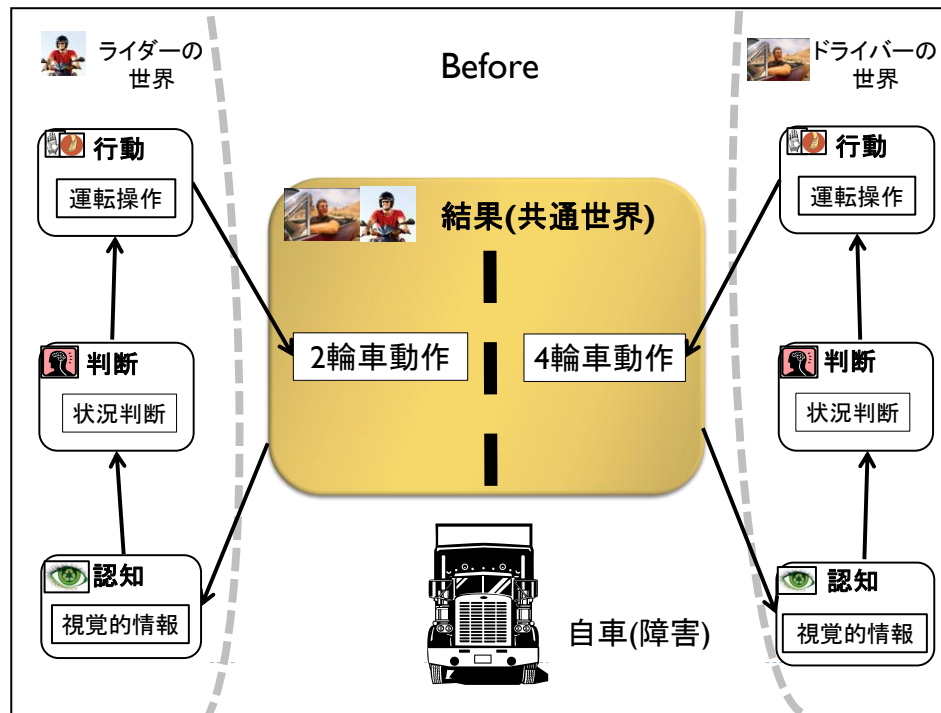 ライダーの
世界
Before
ドライバーの
世界
行動
運転操作
判断
状況判断
認知
視覚的情報
結果(共通世界)
2輪車動作
4輪車動作
自車(障害)
行動
運転操作
判断
状況判断
認知
視覚的情報